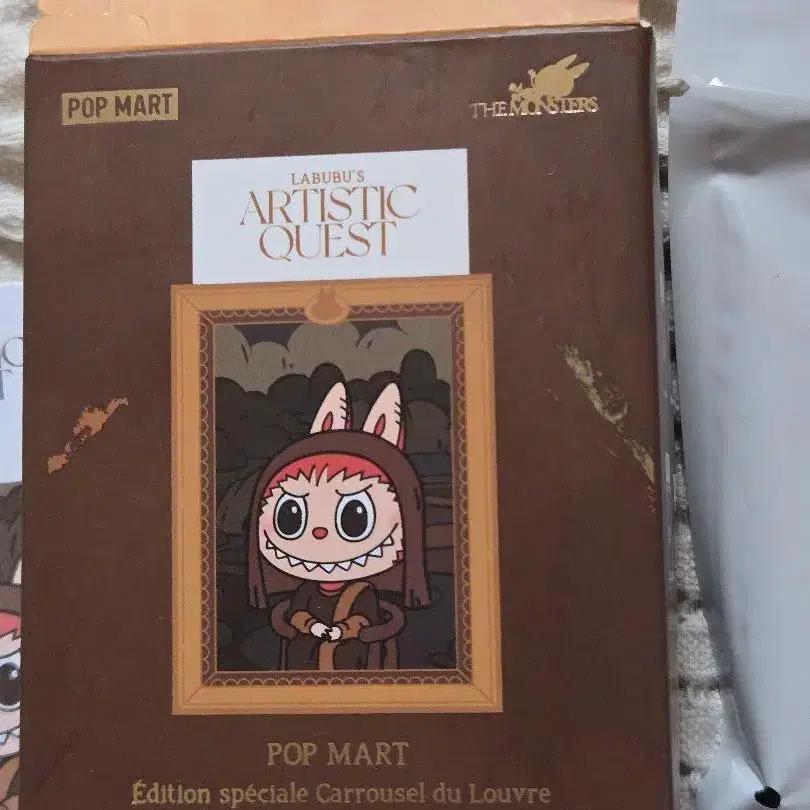 POP MART
THE MONSTERS
LABUBU'S
ARTISTIC
QUEST
POP MART
Édition spéciale Carrousel du Louvre